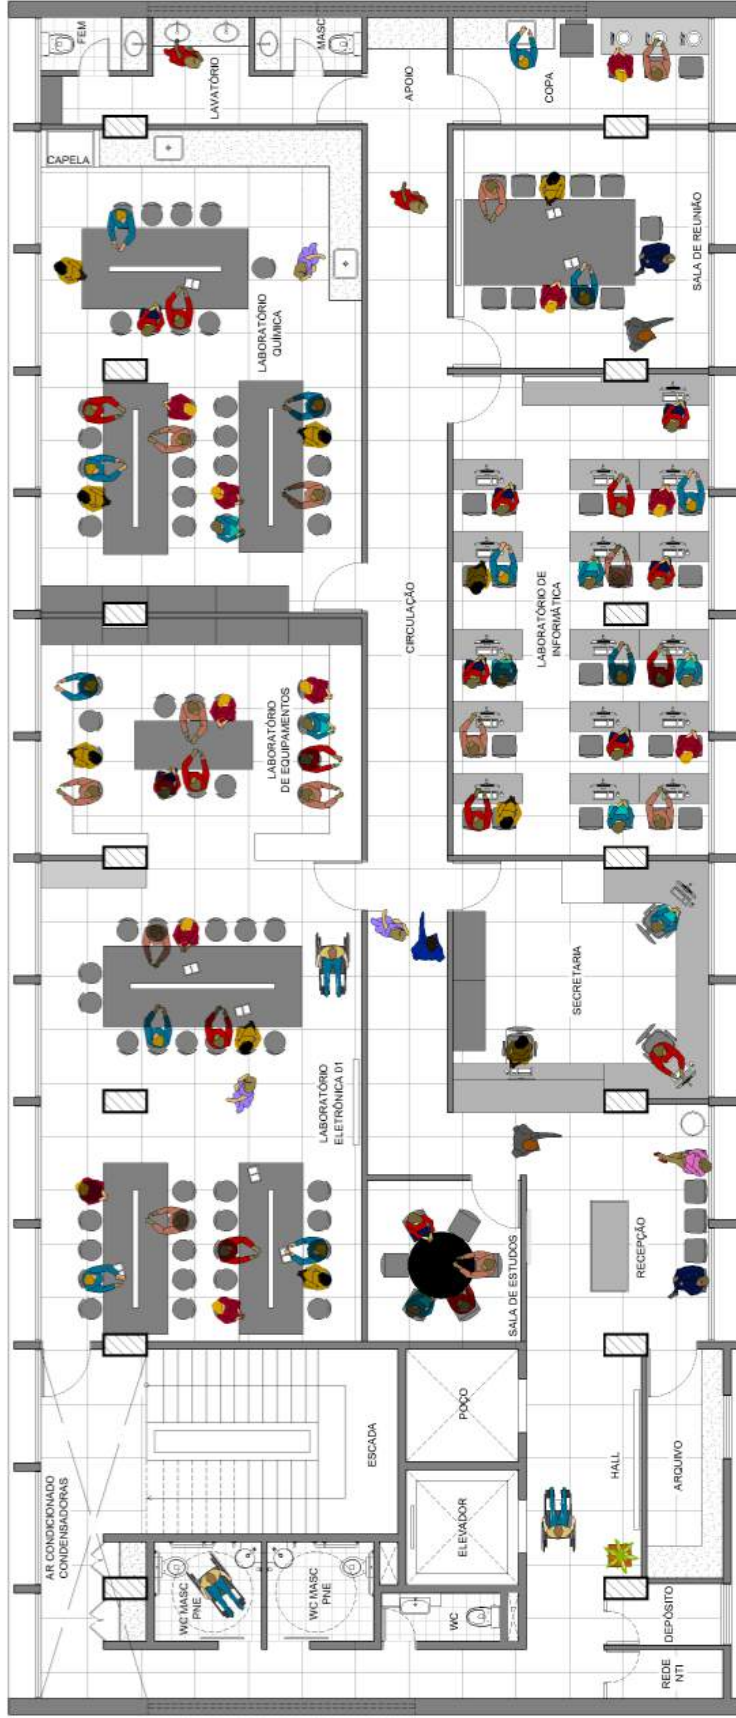 FEM
LAVATÓRIO
MASC
APOIO
COPA
CAPELA
LABORATÓRIO
QUÍMICA
SALA DE REUNIÃO
CIRCULAÇÃO
LABORATÓRIO DE
INFORMÁTICA
LABORATÓRIO
DE EQUIPAMENTOS
SECRETARIA
LABORATÓRIO
ELETRÔNICA 01
SALA DE ESTUDOS
RECEPÇÃO
AR CONDICIONADO
CONDENSADORAS
ESCADA
POÇO
ELEVADOR
HALL
ARQUIVO
WC MASC
PNE
WC MASC
PNE
WC
DEPÓSITO
REDE
NTI